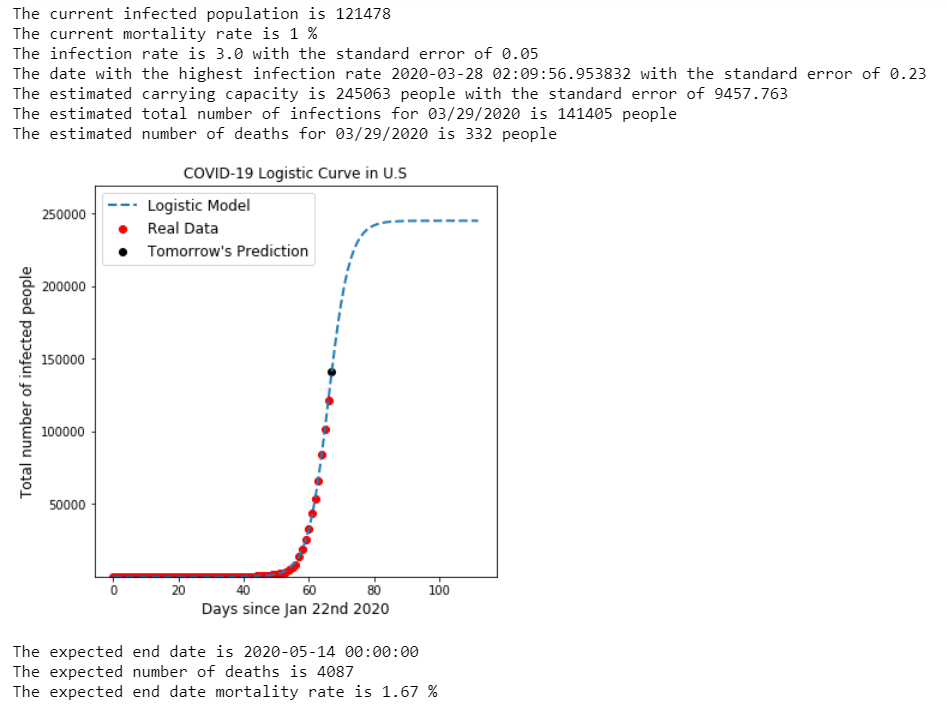 The current infected population is 121478
The current mortality rate is 1 %
The infection rate is 3.0 with the standard error of 0.05
The date with the highest infection rate 2020-03-28 02:09:56.953832 with the standard error of 0.23
The estimated carrying capacity is 245063 people with the standard error of 9457.763
The estimated total number of infections for 03/29/2020 is 141405 people
The estimated number of deaths for 03/29/2020 is 332 people
COVID-19 Logistic Curve in U.S
Logistic Model
Real Data
Tomorrow's Prediction
Total number of infected people
250000
200000
150000
100000
50000
0 20 40 60 80 100
Days since Jan 22nd 2020
The expected end date is 2020-05-14 00:00:00
The expected number of deaths is 4087
The expected end date mortality rate is 1.67 %